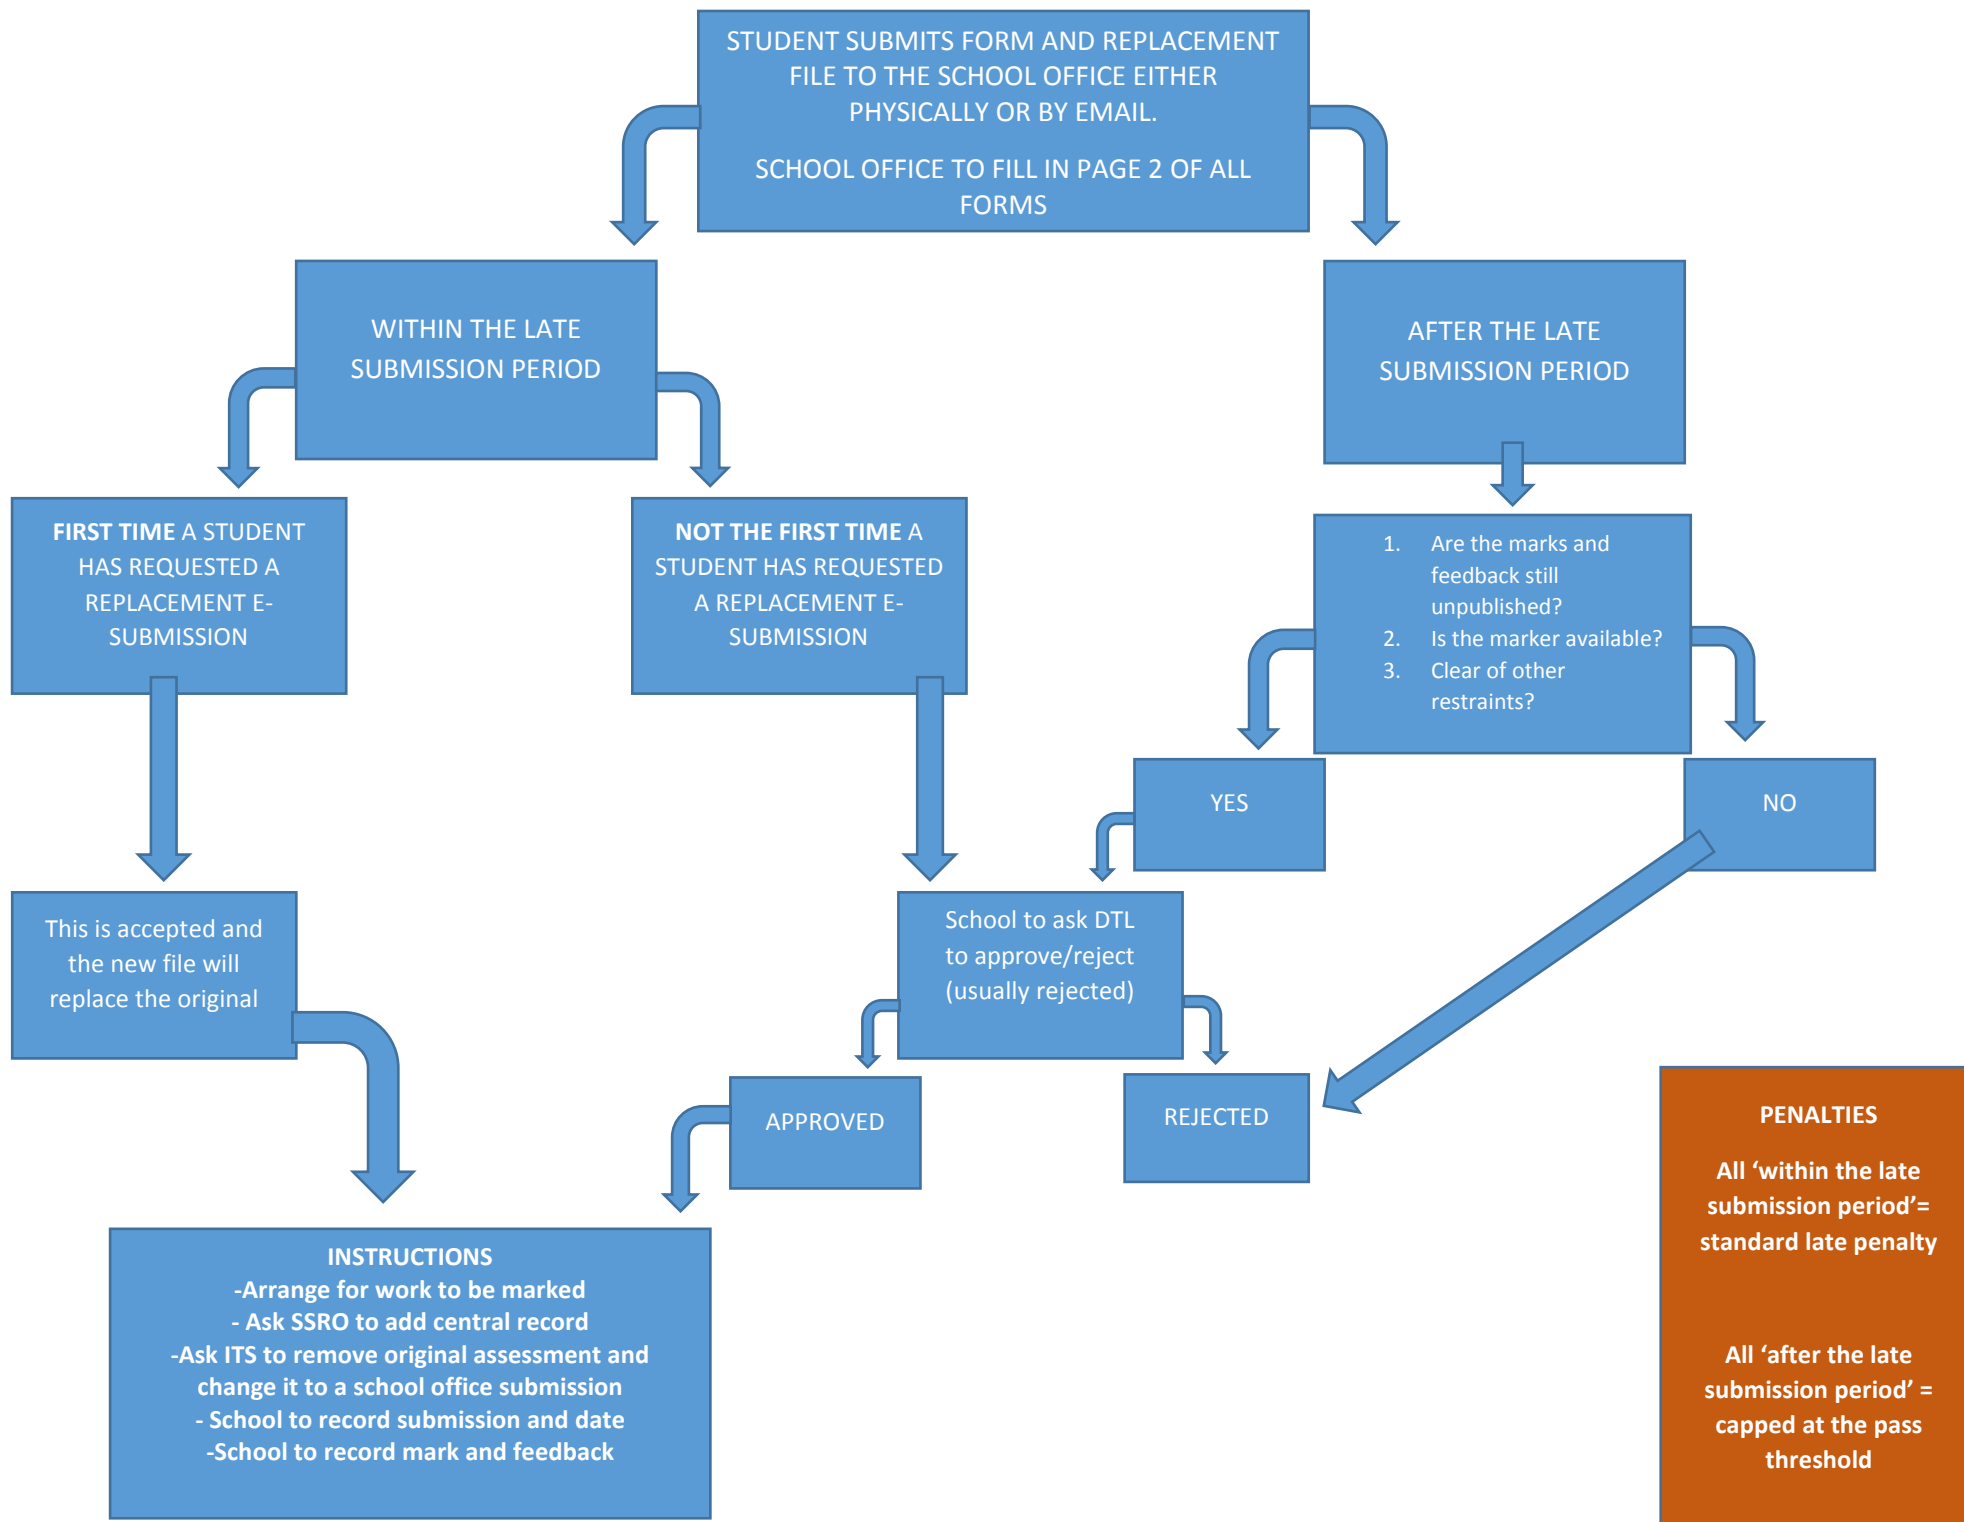 STUDENT SUBMITS FORM AND REPLACEMENT
FILE TO THE SCHOOL OFFICE EITHER
PHYSICALLY OR BY EMAIL.
SCHOOL OFFICE TO FILL IN PAGE 2 OF ALL
FORMS
WITHIN THE LATE
SUBMISSION PERIOD
AFTER THE LATE
SUBMISSION PERIOD
FIRST TIME A STUDENT
HAS REQUESTED A
REPLACEMENT E-
SUBMISSION
NOT THE FIRST TIME A
STUDENT HAS REQUESTED
A REPLACEMENT E-
SUBMISSION
1. Are the marks and
feedback still
unpublished?
2. Is the marker available?
3. Clear of other
restraints?
YES
NO
This is accepted and
the new file will
replace the original
School to ask DTL
to approve/reject
(usually rejected)
APPROVED
REJECTED
INSTRUCTIONS
-Arrange for work to be marked
- Ask SSRO to add central record
-Ask ITS to remove original assessment and
change it to a school office submission
- School to record submission and date
-School to record mark and feedback
PENALTIES
All ‘within the late
submission period’=
standard late penalty
All ‘after the late
submission period’ =
capped at the pass
threshold